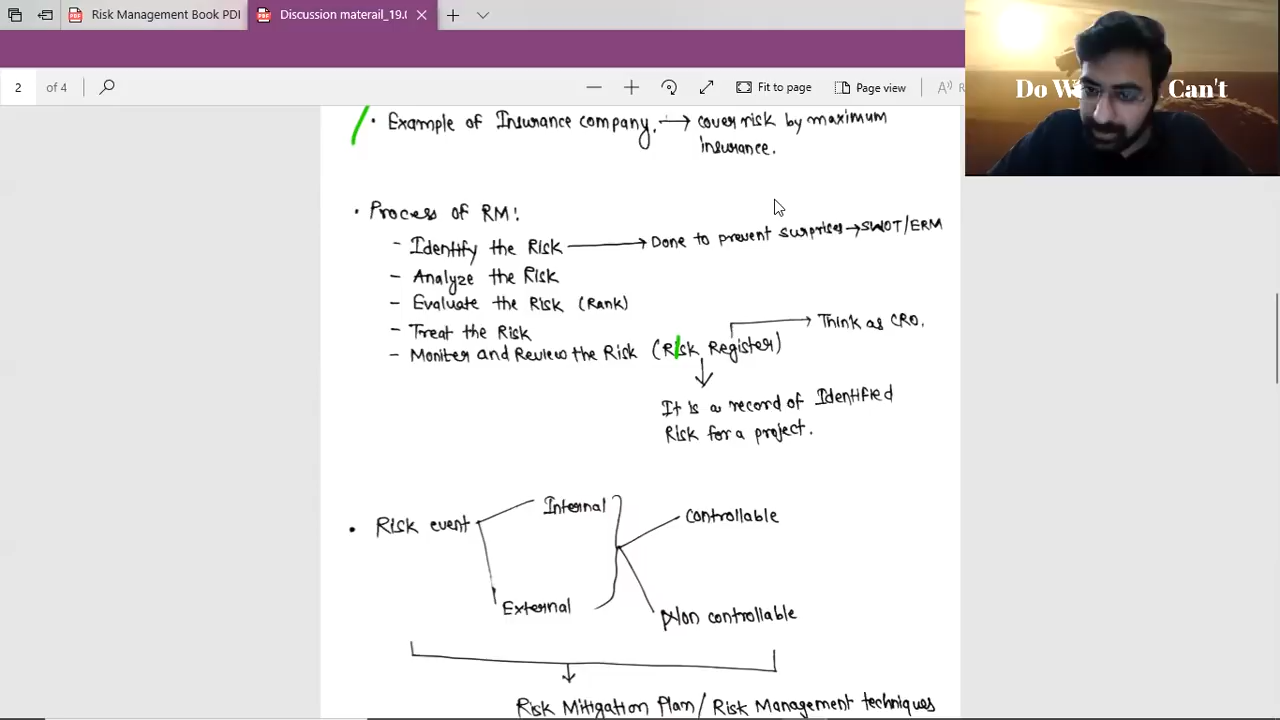 Risk Management Book PDI
Discussion materail_19.0
2 of 4
Fit to page
Page view
Do W Can't
• Example of Insurance company. → cover risk by maximum
insurance.
• Process of RM:
- Identify the Risk → Done to prevent surprises → SWOT/ERM
- Analyze the Risk
- Evaluate the Risk (Rank)
- Treat the Risk
- Moniter and Review the Risk (Risk Register) → Think as CRO.
It is a record of Identified
Risk for a project.
• Risk event
Internal
Controllable
External
Non controllable
Risk Mitigation Plan/ Risk Management techniques